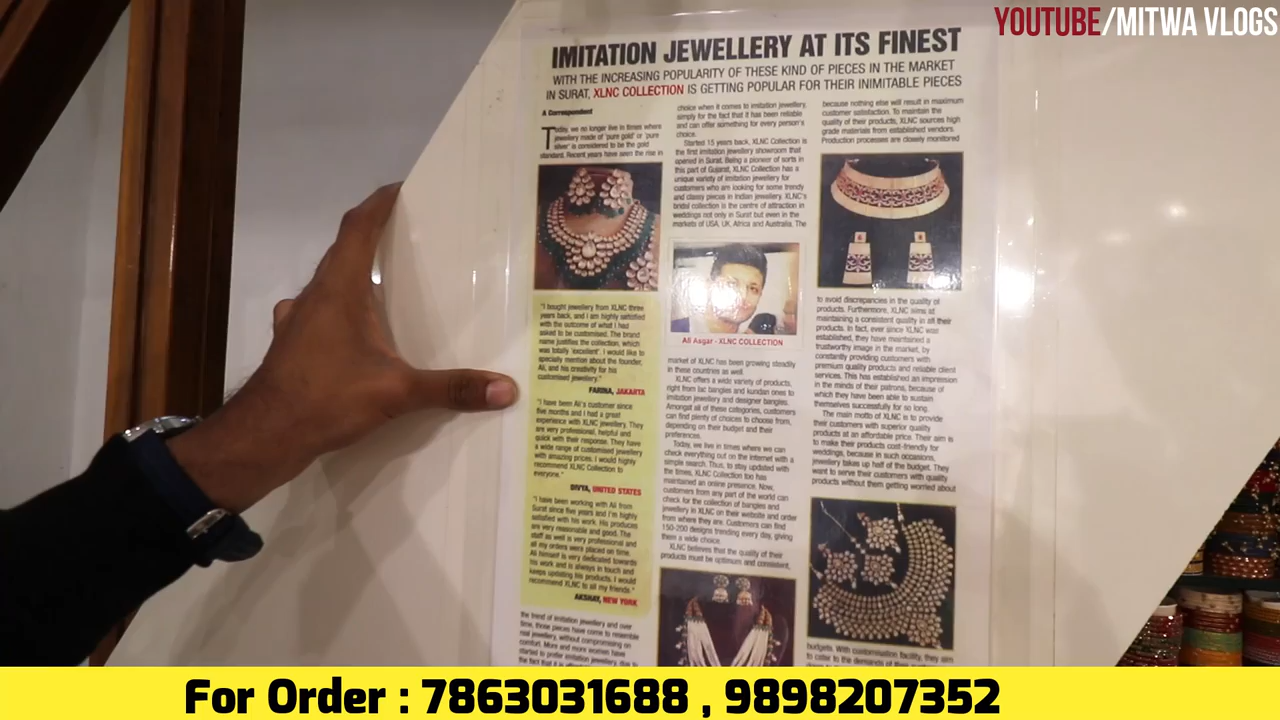 YOUTUBE/MITWA VLOGS
IMITATION JEWELLERY AT ITS FINEST
WITH THE INCREASING POPULARITY OF THESE KIND OF PIECES IN THE MARKET
IN SURAT, XLNC COLLECTION IS GETTING POPULAR FOR THEIR INIMITABLE PIECES
A Correspondent
Today, we no longer live in times where
jewellery made of 'pure gold' or 'pure
silver' is considered to be the gold
standard. Recent years have seen the rise in
"I bought jewellery from XLNC three
years back, and i am highly satisfied
with the outcome of what I had
asked to be customised. The brand
name justifies the collection, which
was totally 'excellent'. I would like to
specially mention about the founder,
Ali, and his creativity for his
customised jewellery."
FARINA, JAKARTA
"I have been Ali's customer since
five months and I had a great
experience with XLNC jewellery. They
are very professional, helpful and
quick with their response. They have
a wide range of customised jewellery
with amazing prices. I would highly
recommend XLNC Collection to
everyone."
DIVYA, UNITED STATES
"I have been working with Ali from
Surat since five years and I'm highly
satisfied with his work. His produces
are very reasonable and good. The
staff as well is very professional and
all my orders were placed on time.
Ali himself is very dedicated towards
his work and is always in touch and
keeps updating his products. I would
recommend XLNC to all my friends."
AKSHAY, NEW YORK
the trend of imitation jewellery and over
time, those pieces have come to resemble
real jewellery, without compromising on
comfort. More and more women have
started to prefer imitation jewellery, due to
choice when it comes to imitation jewellery,
simply for the fact that it has been reliable
and can offer something for every person's
choice.
Started 15 years back, XLNC Collection is
the first imitation jewellery showroom that
opened in Surat. Being a pioneer of sorts in
this part of Gujarat, XLNC Collection has a
unique variety of imitation jewellery for
customers who are looking for some trendy
and classy pieces in Indian jewellery. XLNC's
bridal collection is the centre of attraction in
weddings not only in Surat but even in the
markets of USA, UK, Africa and Australia. The
Ali Asgar - XLNC COLLECTION
market of XLNC has been growing steadily
in these countries as well.
XLNC offers a wide variety of products,
right from lac bangles and kundan ones to
imitation jewellery and designer bangles.
Amongst all of these categories, customers
can find plenty of choices to choose from,
depending on their budget and their
preferences.
Today, we live in times where we can
check everything out on the internet with a
simple search. Thus, to stay updated with
the times, XLNC Collection too has
maintained an online presence. Now,
customers from any part of the world can
check for the collection of bangles and
jewellery in XLNC on their website and order
from where they are. Customers can find
150-200 designs trending every day, giving
them a wide choice.
XLNC believes that the quality of their
products must be optimum and consistent,
because nothing else will result in maximum
customer satisfaction. To maintain the
quality of their products, XLNC sources high
grade materials from established vendors.
Production processes are closely monitored
to avoid discrepancies in the quality of
products. Furthermore, XLNC aims at
maintaining a consistent quality in all their
products. In fact, ever since XLNC was
established, they have maintained a
trustworthy image in the market, by
constantly providing customers with
premium quality products and reliable client
services. This has established an impression
in the minds of their patrons, because of
which they have been able to sustain
themselves successfully for so long.
The main motto of XLNC is to provide
their customers with superior quality
products at an affordable price. Their aim is
to make their products cost-friendly for
weddings, because in such occasions,
jewellery takes up half of the budget. They
want to serve their customers with quality
products without them getting worried about
budgets. With customisation facility, they aim
to cater to the demands of their
For Order : 7863031688 , 9898207352